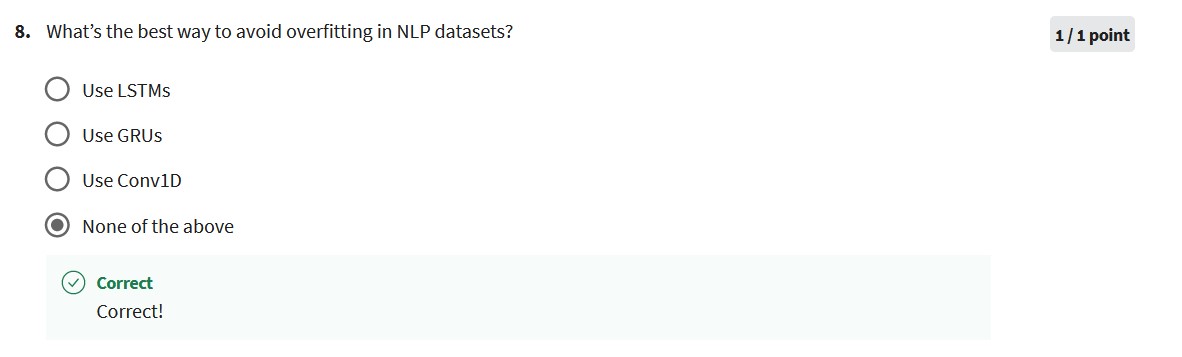 8. What's the best way to avoid overfitting in NLP datasets?
1 / 1 point
Use LSTMs
Use GRUs
Use Conv1D
None of the above
Correct
Correct!